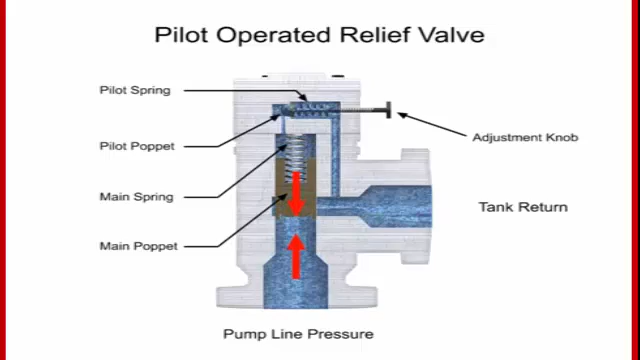 Pilot Operated Relief Valve
Pilot Spring
Pilot Poppet
Adjustment Knob
Main Spring
Tank Return
Main Poppet
Pump Line Pressure